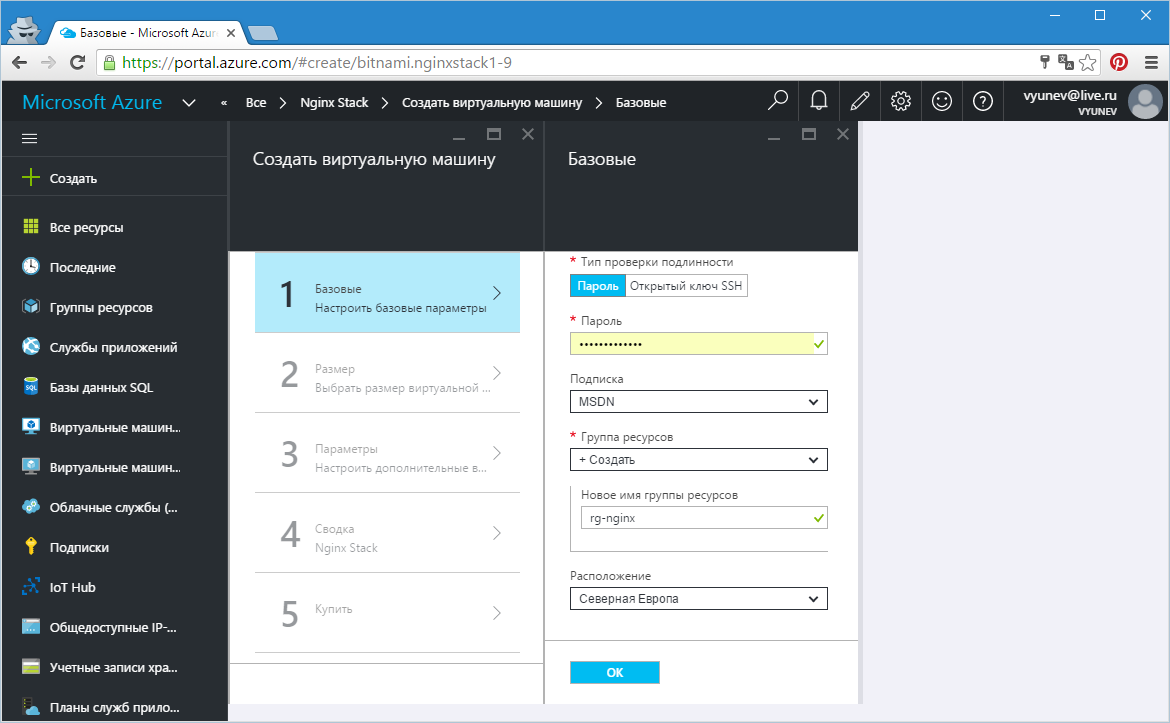 Базовые - Microsoft Azur
https://portal.azure.com/#create/bitnami.nginxstack1-9
Microsoft Azure
« Все > Nginx Stack > Создать виртуальную машину > Базовые
vyunev@live.ru
VYUNEV
Создать
Все ресурсы
Последние
Группы ресурсов
Службы приложений
Базы данных SQL
Виртуальные машин...
Виртуальные машин...
Облачные службы (...
Подписки
IoT Hub
Общедоступные IP-...
Учетные записи хра...
Планы служб прило...
Создать виртуальную машину
1
Базовые
Настроить базовые параметры
2
Размер
Выбрать размер виртуальной ...
3
Параметры
Настроить дополнительные в...
4
Сводка
Nginx Stack
5
Купить
Базовые
* Тип проверки подлинности
Пароль Открытый ключ SSH
* Пароль
•••••••••••••
Подписка
MSDN
* Группа ресурсов
+ Создать
Новое имя группы ресурсов
rg-nginx
Расположение
Северная Европа
OK